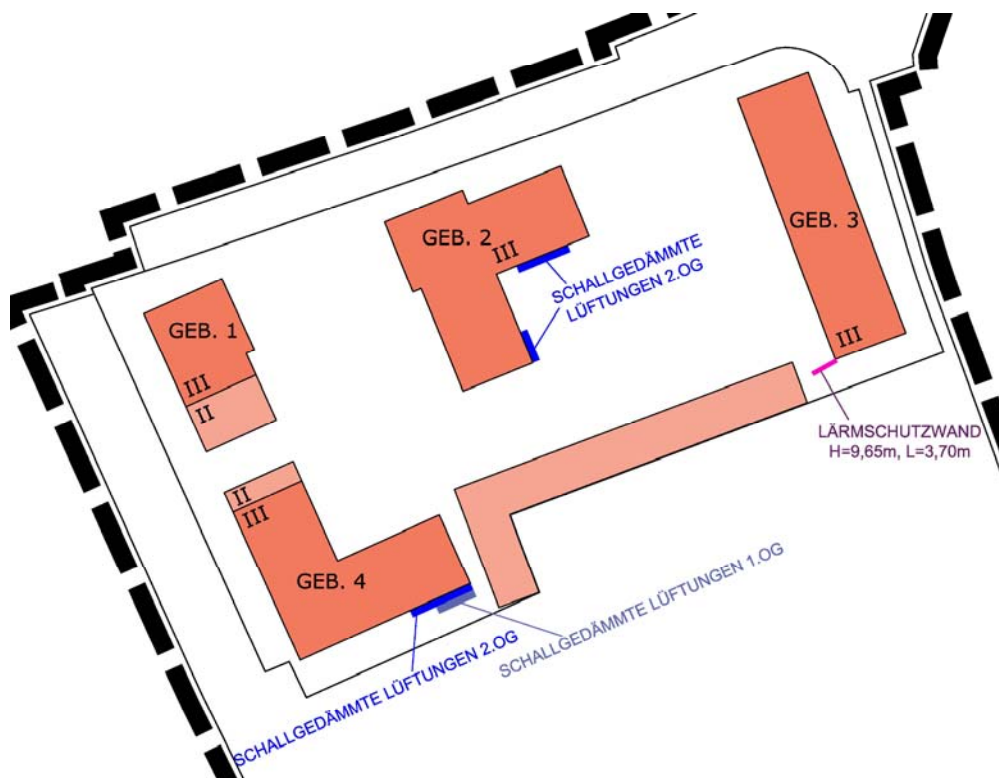 GEB. 1
III
II
GEB. 2
III
SCHALLGEDÄMMTE
LÜFTUNGEN 2.OG
GEB. 3
III
LÄRMSCHUTZWAND
H=9,65m, L=3,70m
II
III
GEB. 4
SCHALLGEDÄMMTE LÜFTUNGEN 2.OG
SCHALLGEDÄMMTE LÜFTUNGEN 1.OG